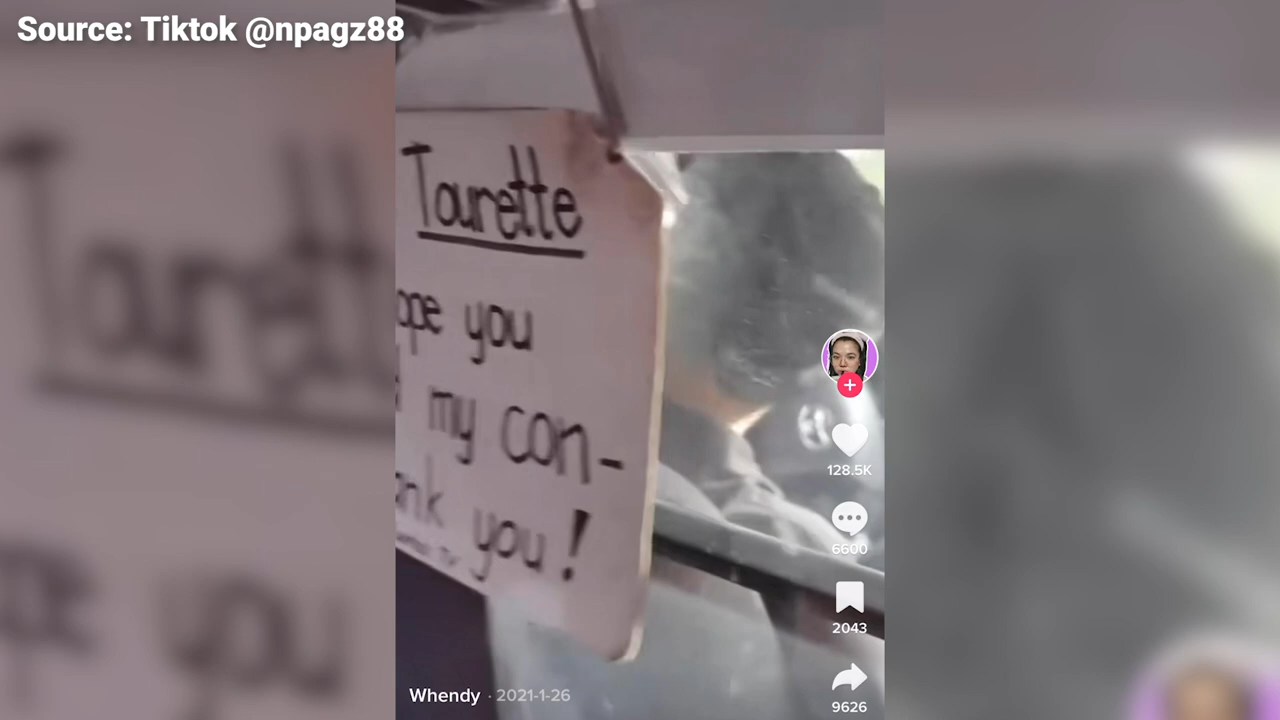 Source: Tiktok @npagz88
Tourette
ope you
my con-
nk you!
128.5K
6600
2043
9626
Whendy · 2021-1-26